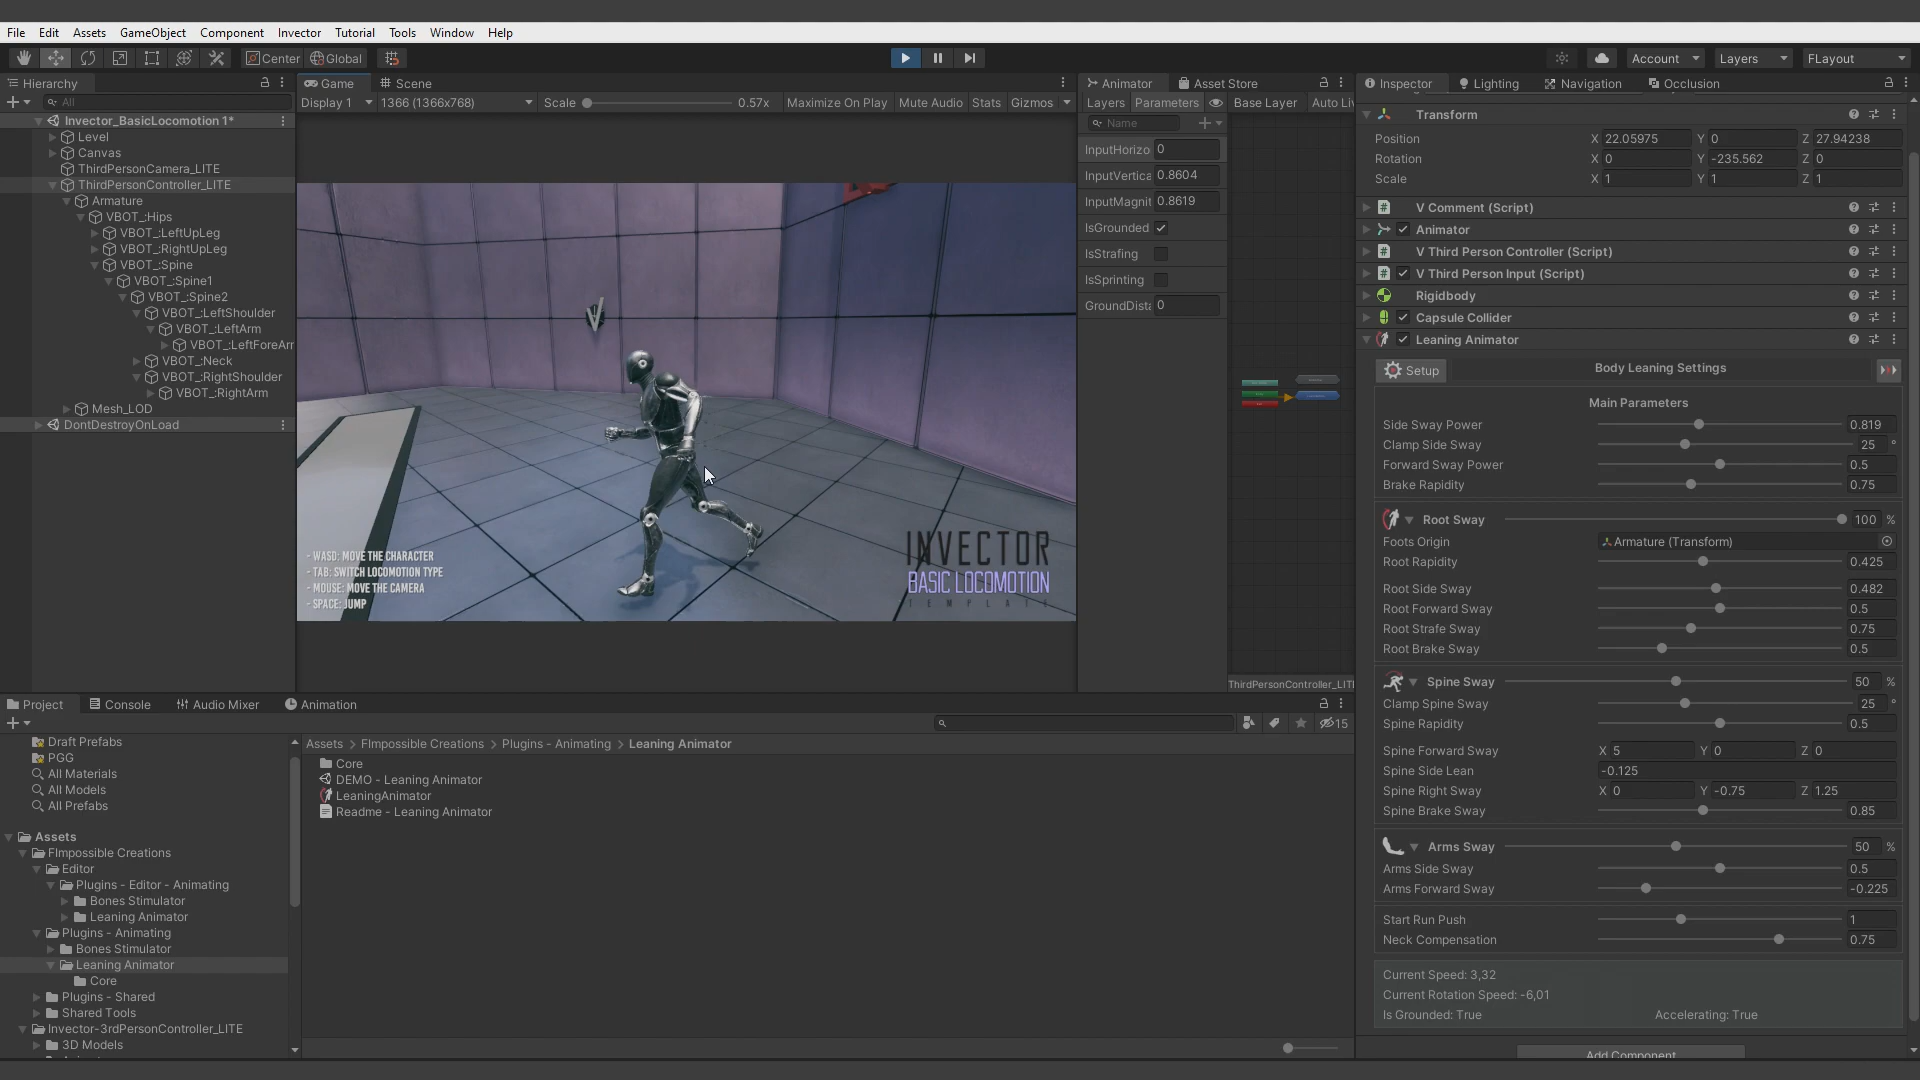 File Edit Assets GameObject Component Invector Tutorial Tools Window Help
Center Global Account Layers FLayout
Hierarchy
All
Invector_BasicLocomotion 1*
Level
Canvas
ThirdPersonCamera_LITE
ThirdPersonController_LITE
Armature
VBOT_:Hips
VBOT_:LeftUpLeg
VBOT_:RightUpLeg
VBOT_:Spine
VBOT_:Spine1
VBOT_:Spine2
VBOT_:LeftShoulder
VBOT_:LeftArm
VBOT_:LeftForeArr
VBOT_:Neck
VBOT_:RightShoulder
VBOT_:RightArm
Mesh_LOD
DontDestroyOnLoad
Game Scene
Display 1 1366 (1366x768) Scale 0.57x Maximize On Play Mute Audio Stats Gizmos
- WASD: MOVE THE CHARACTER
- TAB: SWITCH LOCOMOTION TYPE
- MOUSE: MOVE THE CAMERA
- SPACE: JUMP
INVECTOR
BASIC LOCOMOTION
TEMPLATE
Animator Asset Store
Layers Parameters Base Layer Auto Li
Name
InputHorizo 0
InputVertica 0.8604
InputMagnit 0.8619
IsGrounded
IsStrafing
IsSprinting
GroundDista 0
ThirdPersonController_LITE
Inspector Lighting Navigation Occlusion
Transform
Position X 22.05975 Y 0 Z 27.94238
Rotation X 0 Y -235.562 Z 0
Scale X 1 Y 1 Z 1
V Comment (Script)
Animator
V Third Person Controller (Script)
V Third Person Input (Script)
Rigidbody
Capsule Collider
Leaning Animator
Setup Body Leaning Settings
Main Parameters
Side Sway Power 0.819
Clamp Side Sway 25 °
Forward Sway Power 0.5
Brake Rapidity 0.75
Root Sway 100 %
Foots Origin Armature (Transform)
Root Rapidity 0.425
Root Side Sway 0.482
Root Forward Sway 0.5
Root Strafe Sway 0.75
Root Brake Sway 0.5
Spine Sway 50 %
Clamp Spine Sway 25 °
Spine Rapidity 0.5
Spine Forward Sway X 5 Y 0 Z 0
Spine Side Lean -0.125
Spine Right Sway X 0 Y -0.75 Z 1.25
Spine Brake Sway 0.85
Arms Sway 50 %
Arms Side Sway 0.5
Arms Forward Sway -0.225
Start Run Push 1
Neck Compensation 0.75
Current Speed: 3,32
Current Rotation Speed: -6,01
Is Grounded: True Accelerating: True
Add Component
Project Console Audio Mixer Animation
15
Draft Prefabs
PGG
All Materials
All Models
All Prefabs
Assets
FImpossible Creations
Editor
Plugins - Editor - Animating
Bones Stimulator
Leaning Animator
Plugins - Animating
Bones Stimulator
Leaning Animator
Core
Plugins - Shared
Shared Tools
Invector-3rdPersonController_LITE
3D Models
Assets > FImpossible Creations > Plugins - Animating > Leaning Animator
Core
DEMO - Leaning Animator
LeaningAnimator
Readme - Leaning Animator